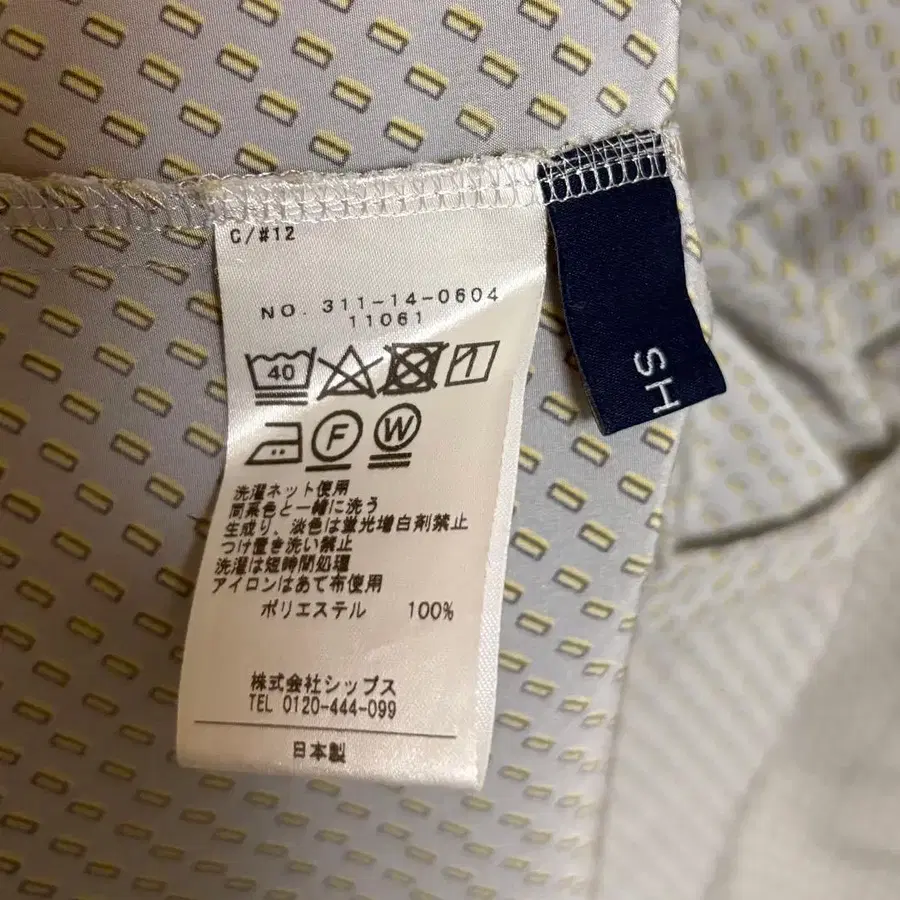 C/#12
NO. 311-14-0604
11061
40
F W
洗濯ネット使用
同系色と一緒に洗う
生成り、淡色は蛍光増白剤禁止
つけ置き洗い禁止
洗濯は短時間処理
アイロンはあて布使用
ポリエステル 100%
株式会社シップス
TEL 0120-444-099
日本製
SH